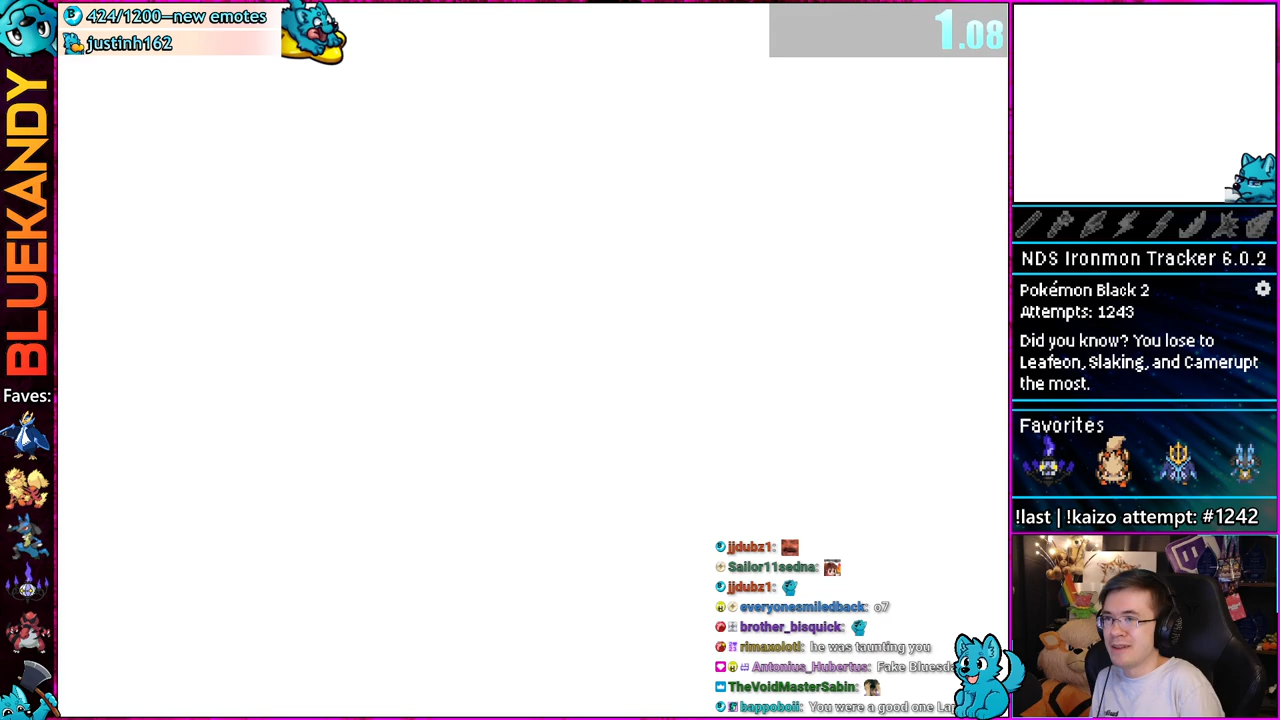 424/1200—new emotes
justinh162
1.08
BLUEKANDY
Faves:
NDS Ironmon Tracker 6.0.2
Pokémon Black 2
Attempts: 1243
Did you know? You lose to
Leafeon, Slaking, and Camerupt
the most.
Favorites
!last | !kaizo attempt: #1242
jjdubz1:
Sailor11sedna:
jjdubz1:
everyonesmiledback: o7
brother_bisquick:
rimaxoloti: he was taunting you
Antonius_Hubertus: Fake
TheVoidMasterSabin:
bappoboii: You were a good one